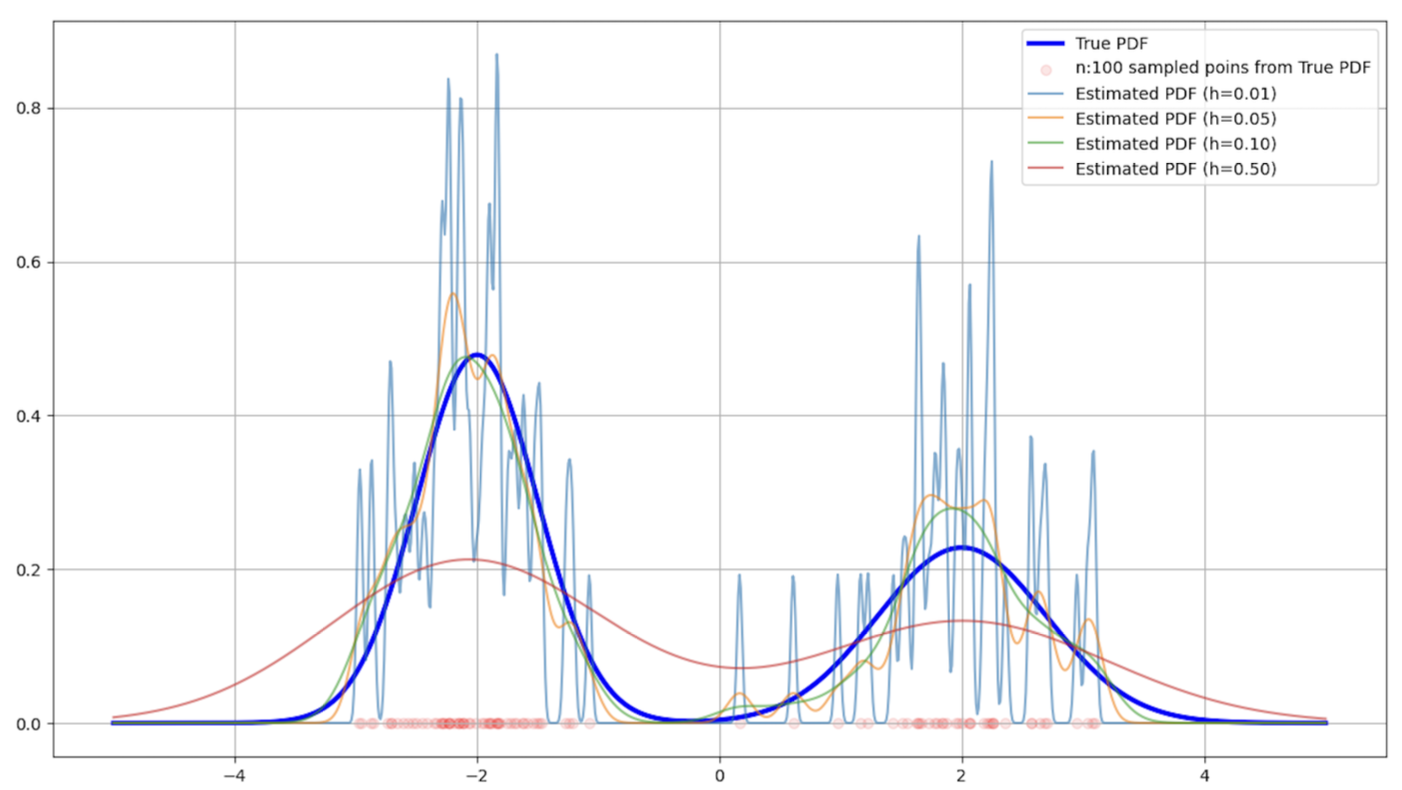 True PDF
n:100 sampled poins from True PDF
Estimated PDF (h=0.01)
Estimated PDF (h=0.05)
Estimated PDF (h=0.10)
Estimated PDF (h=0.50)
0.8
0.6
0.4
0.2
0.0
−4 −2 0 2 4